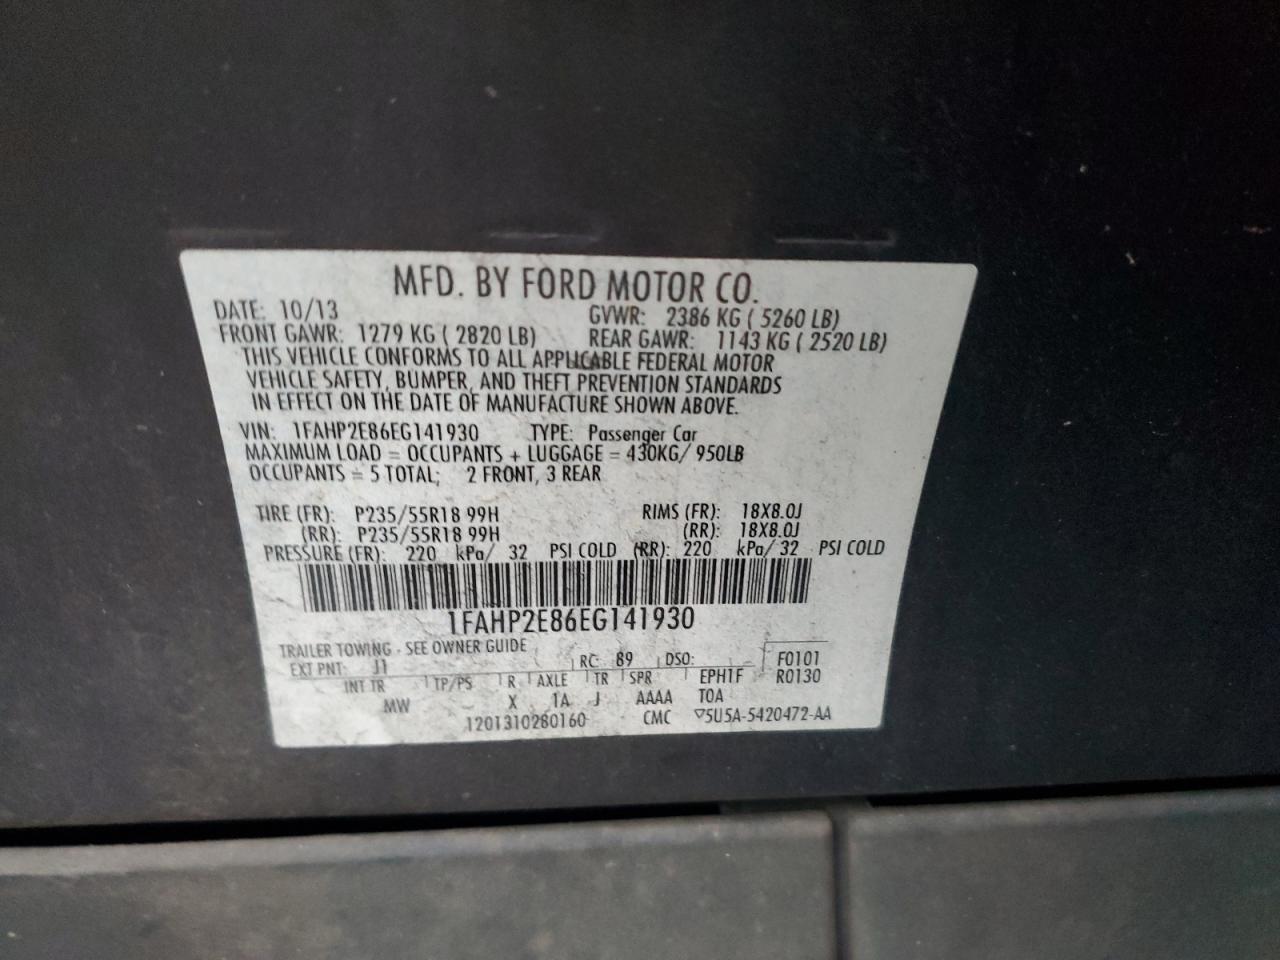 MFD. BY FORD MOTOR CO.
DATE: 10/13 GVWR: 2386 KG ( 5260 LB)
FRONT GAWR: 1279 KG ( 2820 LB) REAR GAWR: 1143 KG ( 2520 LB)
THIS VEHICLE CONFORMS TO ALL APPLICABLE FEDERAL MOTOR
VEHICLE SAFETY, BUMPER, AND THEFT PREVENTION STANDARDS
IN EFFECT ON THE DATE OF MANUFACTURE SHOWN ABOVE.
VIN: 1FAHP2E86EG141930 TYPE: Passenger Car
MAXIMUM LOAD = OCCUPANTS + LUGGAGE = 430KG/ 950LB
OCCUPANTS = 5 TOTAL; 2 FRONT, 3 REAR
TIRE (FR): P235/55R18 99H RIMS (FR): 18X8.0J
(RR): P235/55R18 99H (RR): 18X8.0J
PRESSURE (FR): 220 kPa/ 32 PSI COLD (RR): 220 kPa/ 32 PSI COLD
1FAHP2E86EG141930
TRAILER TOWING - SEE OWNER GUIDE
EXT PNT: J1 RC: 89 DSO: F0101
INT TR TP/PS R AXLE TR SPR EPH1F R0130
MW X 1A J AAAA TOA
1201310280160 CMC ▽5U5A-5420472-AA